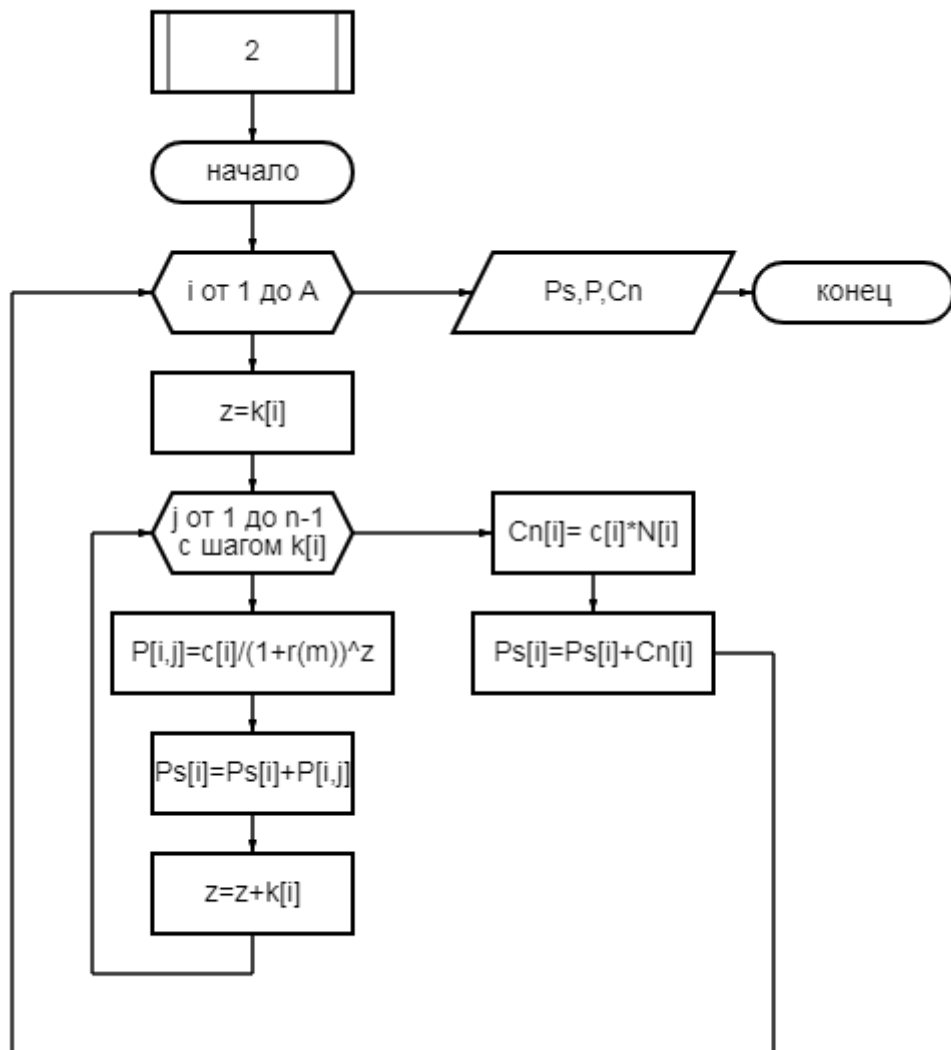 2
начало
i от 1 до A
Ps,P,Cn
конец
z=k[i]
j от 1 до n-1
с шагом k[i]
Cn[i]= c[i]*N[i]
P[i,j]=c[i]/(1+r(m))^z
Ps[i]=Ps[i]+Cn[i]
Ps[i]=Ps[i]+P[i,j]
z=z+k[i]